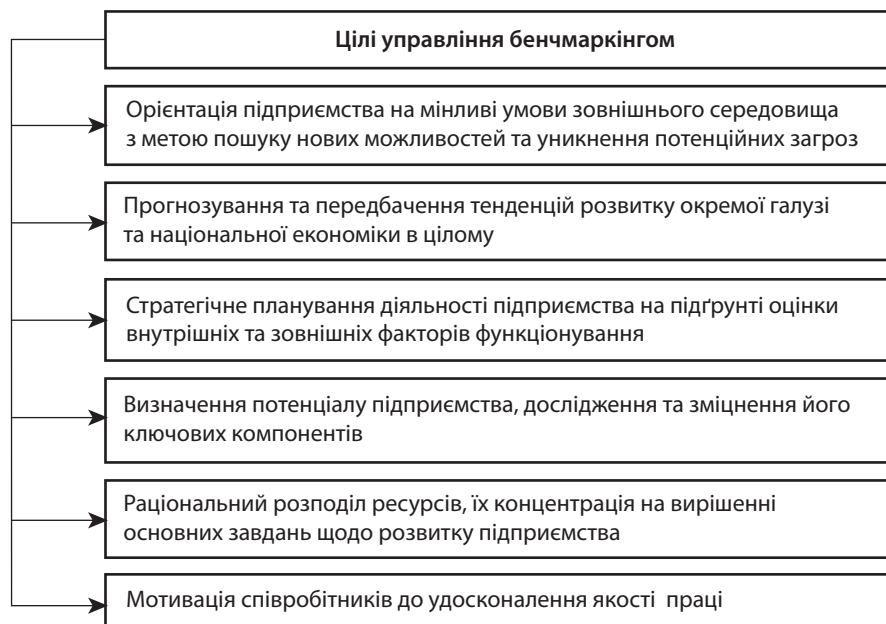 Цілі управління бенчмаркінгом
Орієнтація підприємства на мінливі умови зовнішнього середовища
з метою пошуку нових можливостей та уникнення потенційних загроз
Прогнозування та передбачення тенденцій розвитку окремої галузі
та національної економіки в цілому
Стратегічне планування діяльності підприємства на підґрунті оцінки
внутрішніх та зовнішніх факторів функціонування
Визначення потенціалу підприємства, дослідження та зміцнення його
ключових компонентів
Раціональний розподіл ресурсів, їх концентрація на вирішенні
основних завдань щодо розвитку підприємства
Мотивація співробітників до удосконалення якості праці